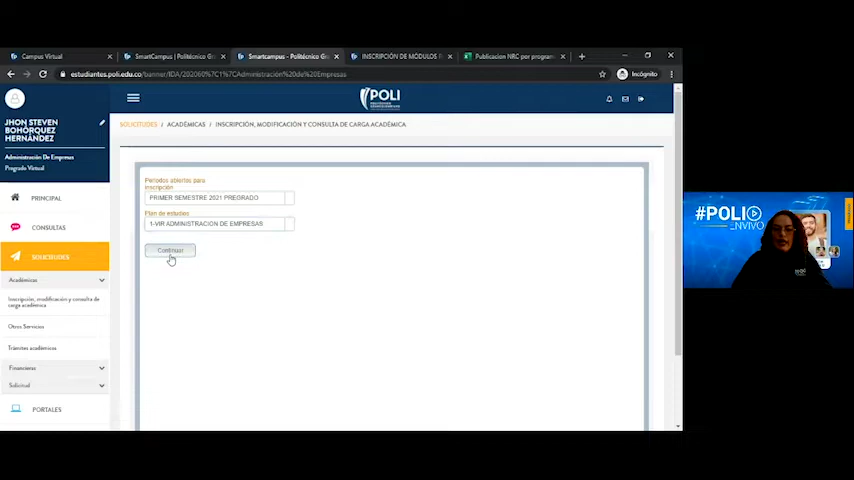 Campus Virtual
SmartCampus | Politécnico Gr
Smartcampus - Politécnico Gr
INSCRIPCIÓN DE MÓDULOS
Publicacion NRC por program
estudiantes.poli.edu.co/banner/IDA/202060%7C1%7CAdministración%20de%20Empresas
Incógnito
JHON STEVEN
BOHÓRQUEZ
HERNÁNDEZ
Administración De Empresas
Pregrado Virtual
POLI
SOLICITUDES / ACADÉMICAS / INSCRIPCIÓN, MODIFICACIÓN Y CONSULTA DE CARGA ACADÉMICA
PRINCIPAL
CONSULTAS
SOLICITUDES
Académicas
Inscripción, modificación y consulta de
carga académica
Otros Servicios
Trámites académicos
Financieras
Solicitud
PORTALES
Periodos abiertos para
inscripción
PRIMER SEMESTRE 2021 PREGRADO
Plan de estudios
1-VIR ADMINISTRACION DE EMPRESAS
Continuar
#POLI
ENVIVO